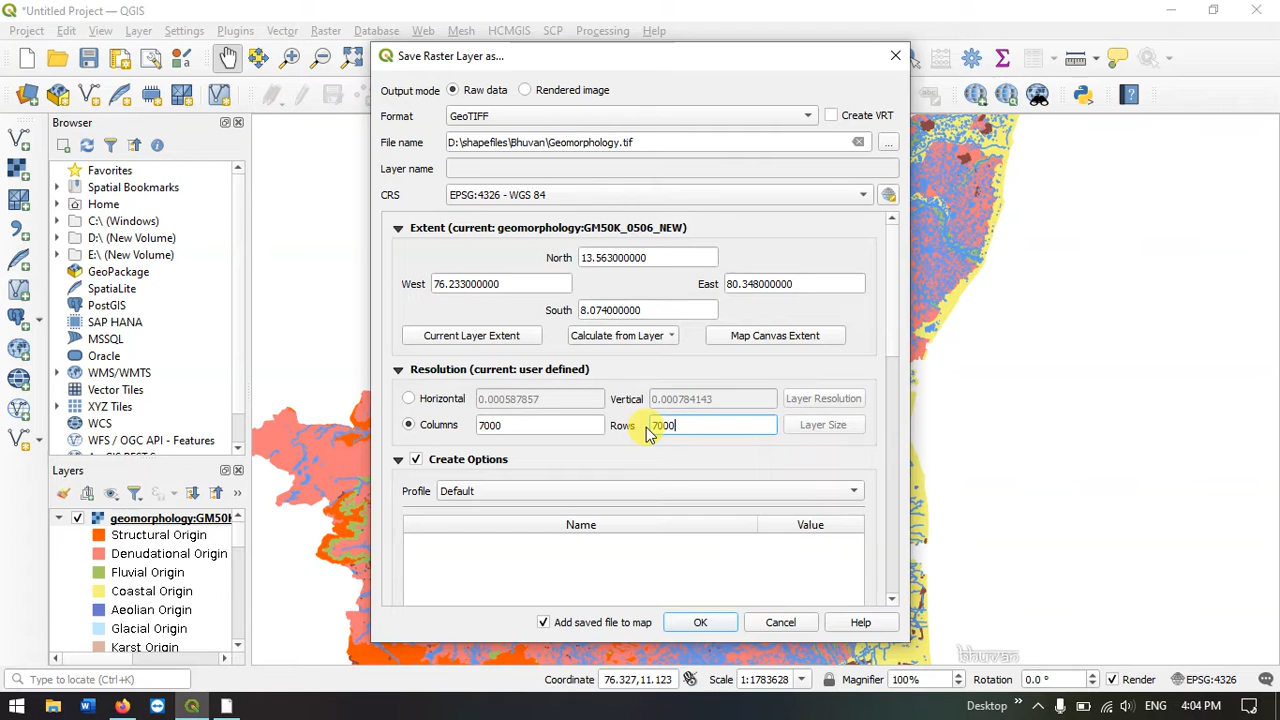 *Untitled Project — QGIS
Project Edit View Layer Settings Plugins Vector Raster Database Web Mesh HCMGIS SCP Processing Help
Save Raster Layer as...
Output mode Raw data Rendered image
Format GeoTIFF Create VRT
File name D:\shapefiles\Bhuvan\Geomorphology.tif ...
Layer name
CRS EPSG:4326 - WGS 84
Extent (current: geomorphology:GM50K_0506_NEW)
North 13.563000000
West 76.233000000 East 80.348000000
South 8.074000000
Current Layer Extent Calculate from Layer Map Canvas Extent
Resolution (current: user defined)
Horizontal 0.000587857 Vertical 0.000784143 Layer Resolution
Columns 7000 Rows 7000 Layer Size
Create Options
Profile Default
Name Value
Add saved file to map OK Cancel Help
Browser
Favorites
Spatial Bookmarks
Home
C:\ (Windows)
D:\ (New Volume)
E:\ (New Volume)
GeoPackage
SpatiaLite
PostGIS
SAP HANA
MSSQL
Oracle
WMS/WMTS
Vector Tiles
XYZ Tiles
WCS
WFS / OGC API - Features
Layers
»
geomorphology:GM50K
Structural Origin
Denudational Origin
Fluvial Origin
Coastal Origin
Aeolian Origin
Glacial Origin
Karst Origin
bhuvan
Type to locate (Ctrl+K) Coordinate 76.327,11.123 Scale 1:1783628 Magnifier 100% Rotation 0.0 ° Render EPSG:4326
Desktop » ENG 4:04 PM